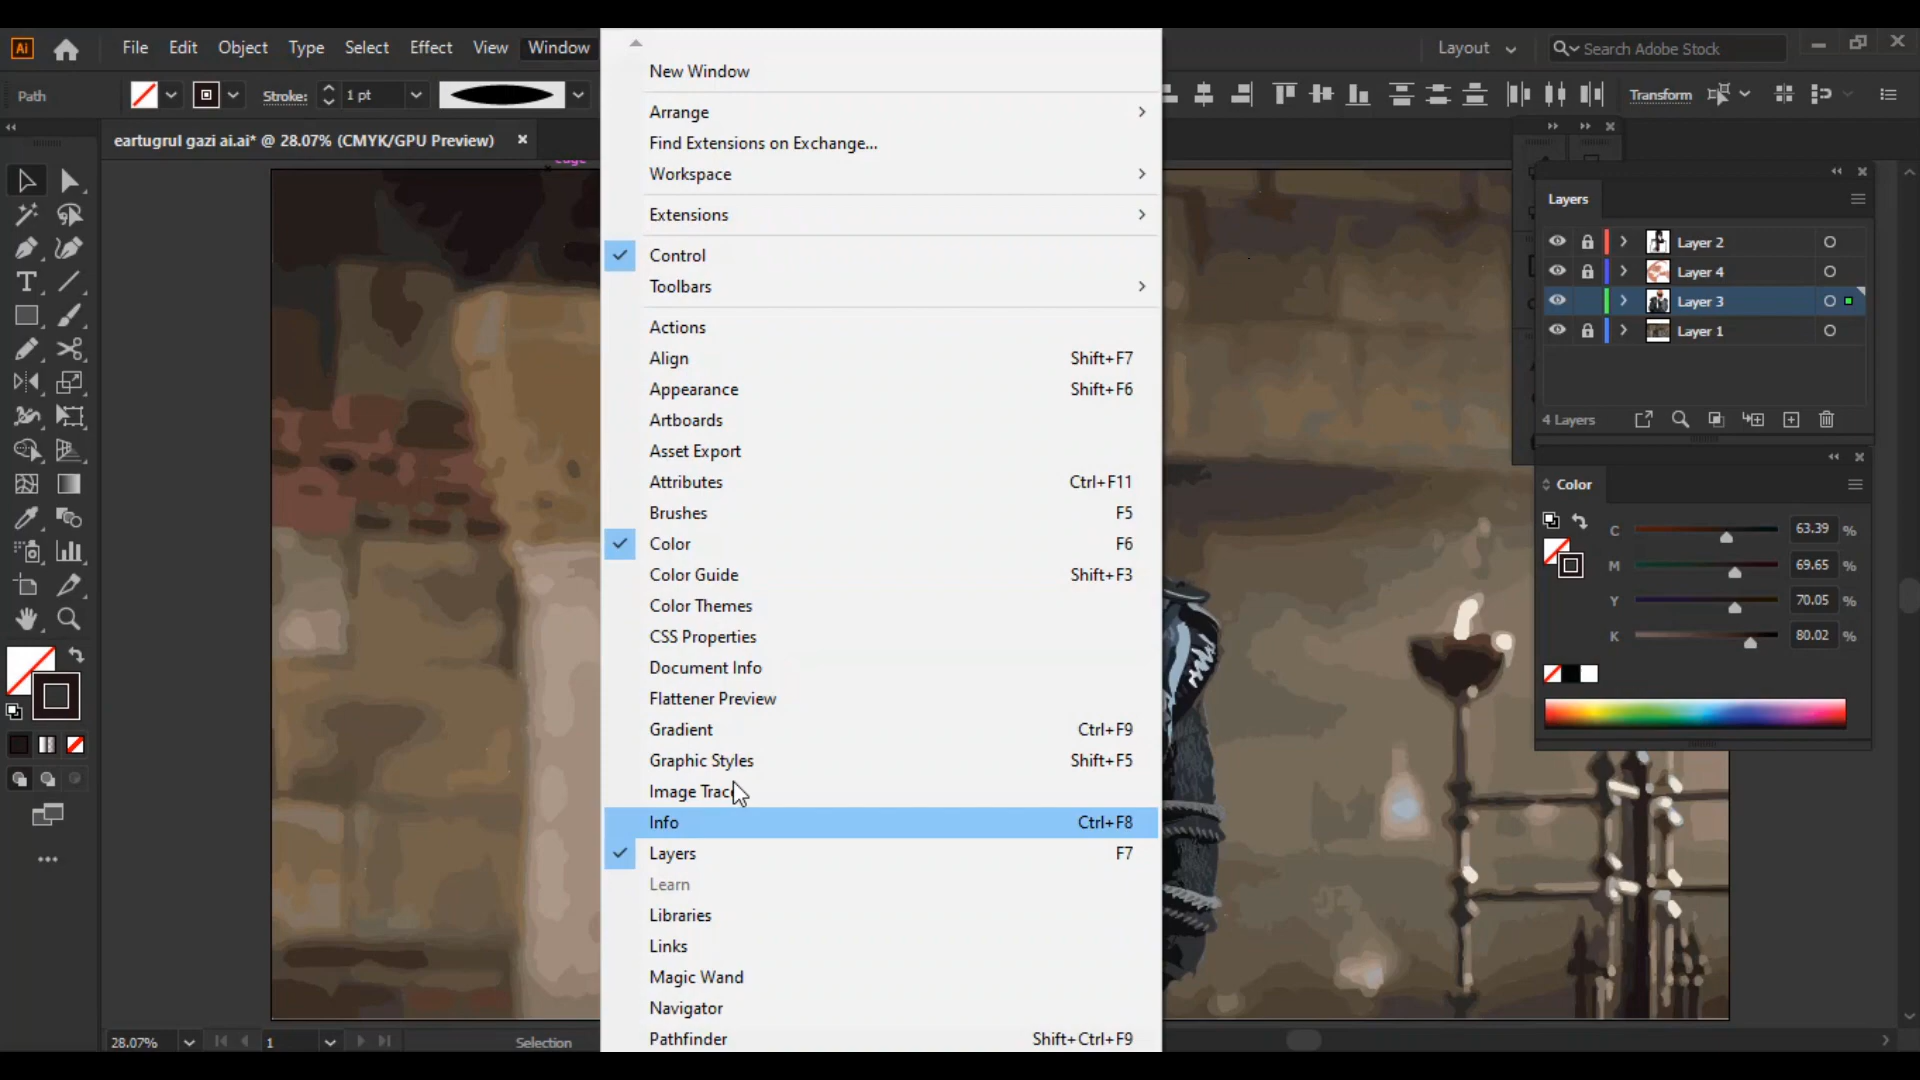 Ai File Edit Object Type Select Effect View Window Layout Search Adobe Stock
Path Stroke: 1 pt Transform
eartugrul gazi ai.ai* @ 28.07% (CMYK/GPU Preview)
edge
New Window
Arrange
Find Extensions on Exchange...
Workspace
Extensions
Control
Toolbars
Actions
Align Shift+F7
Appearance Shift+F6
Artboards
Asset Export
Attributes Ctrl+F11
Brushes F5
Color F6
Color Guide Shift+F3
Color Themes
CSS Properties
Document Info
Flattener Preview
Gradient Ctrl+F9
Graphic Styles Shift+F5
Image Trace
Info Ctrl+F8
Layers F7
Learn
Libraries
Links
Magic Wand
Navigator
Pathfinder Shift+Ctrl+F9
Layers
Layer 2
Layer 4
Layer 3
Layer 1
4 Layers
Color
C 63.39 %
M 69.65 %
Y 70.05 %
K 80.02 %
28.07% 1 Selection